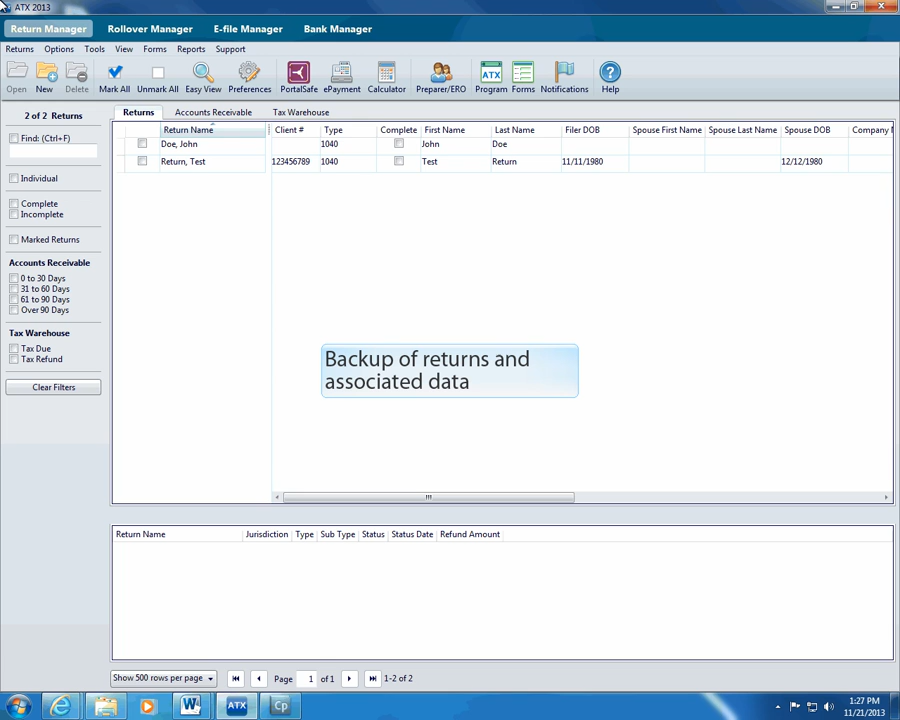 ATX 2013
Return Manager Rollover Manager E-file Manager Bank Manager
Returns Options Tools View Forms Reports Support
Open New Delete Mark All Unmark All Easy View Preferences PortalSafe ePayment Calculator Preparer/ERO Program Forms Notifications Help
2 of 2 Returns
Find: (Ctrl+F)
Individual
Complete
Incomplete
Marked Returns
Accounts Receivable
0 to 30 Days
31 to 60 Days
61 to 90 Days
Over 90 Days
Tax Warehouse
Tax Due
Tax Refund
Clear Filters
Returns Accounts Receivable Tax Warehouse
Return Name Client # Type Complete First Name Last Name Filer DOB Spouse First Name Spouse Last Name Spouse DOB Company
Doe, John 1040 John Doe
Return, Test 123456789 1040 Test Return 11/11/1980 12/12/1980
Backup of returns and
associated data
Return Name Jurisdiction Type Sub Type Status Status Date Refund Amount
Show 500 rows per page Page 1 of 1 1-2 of 2
W ATX Cp 1:27 PM
11/21/2013